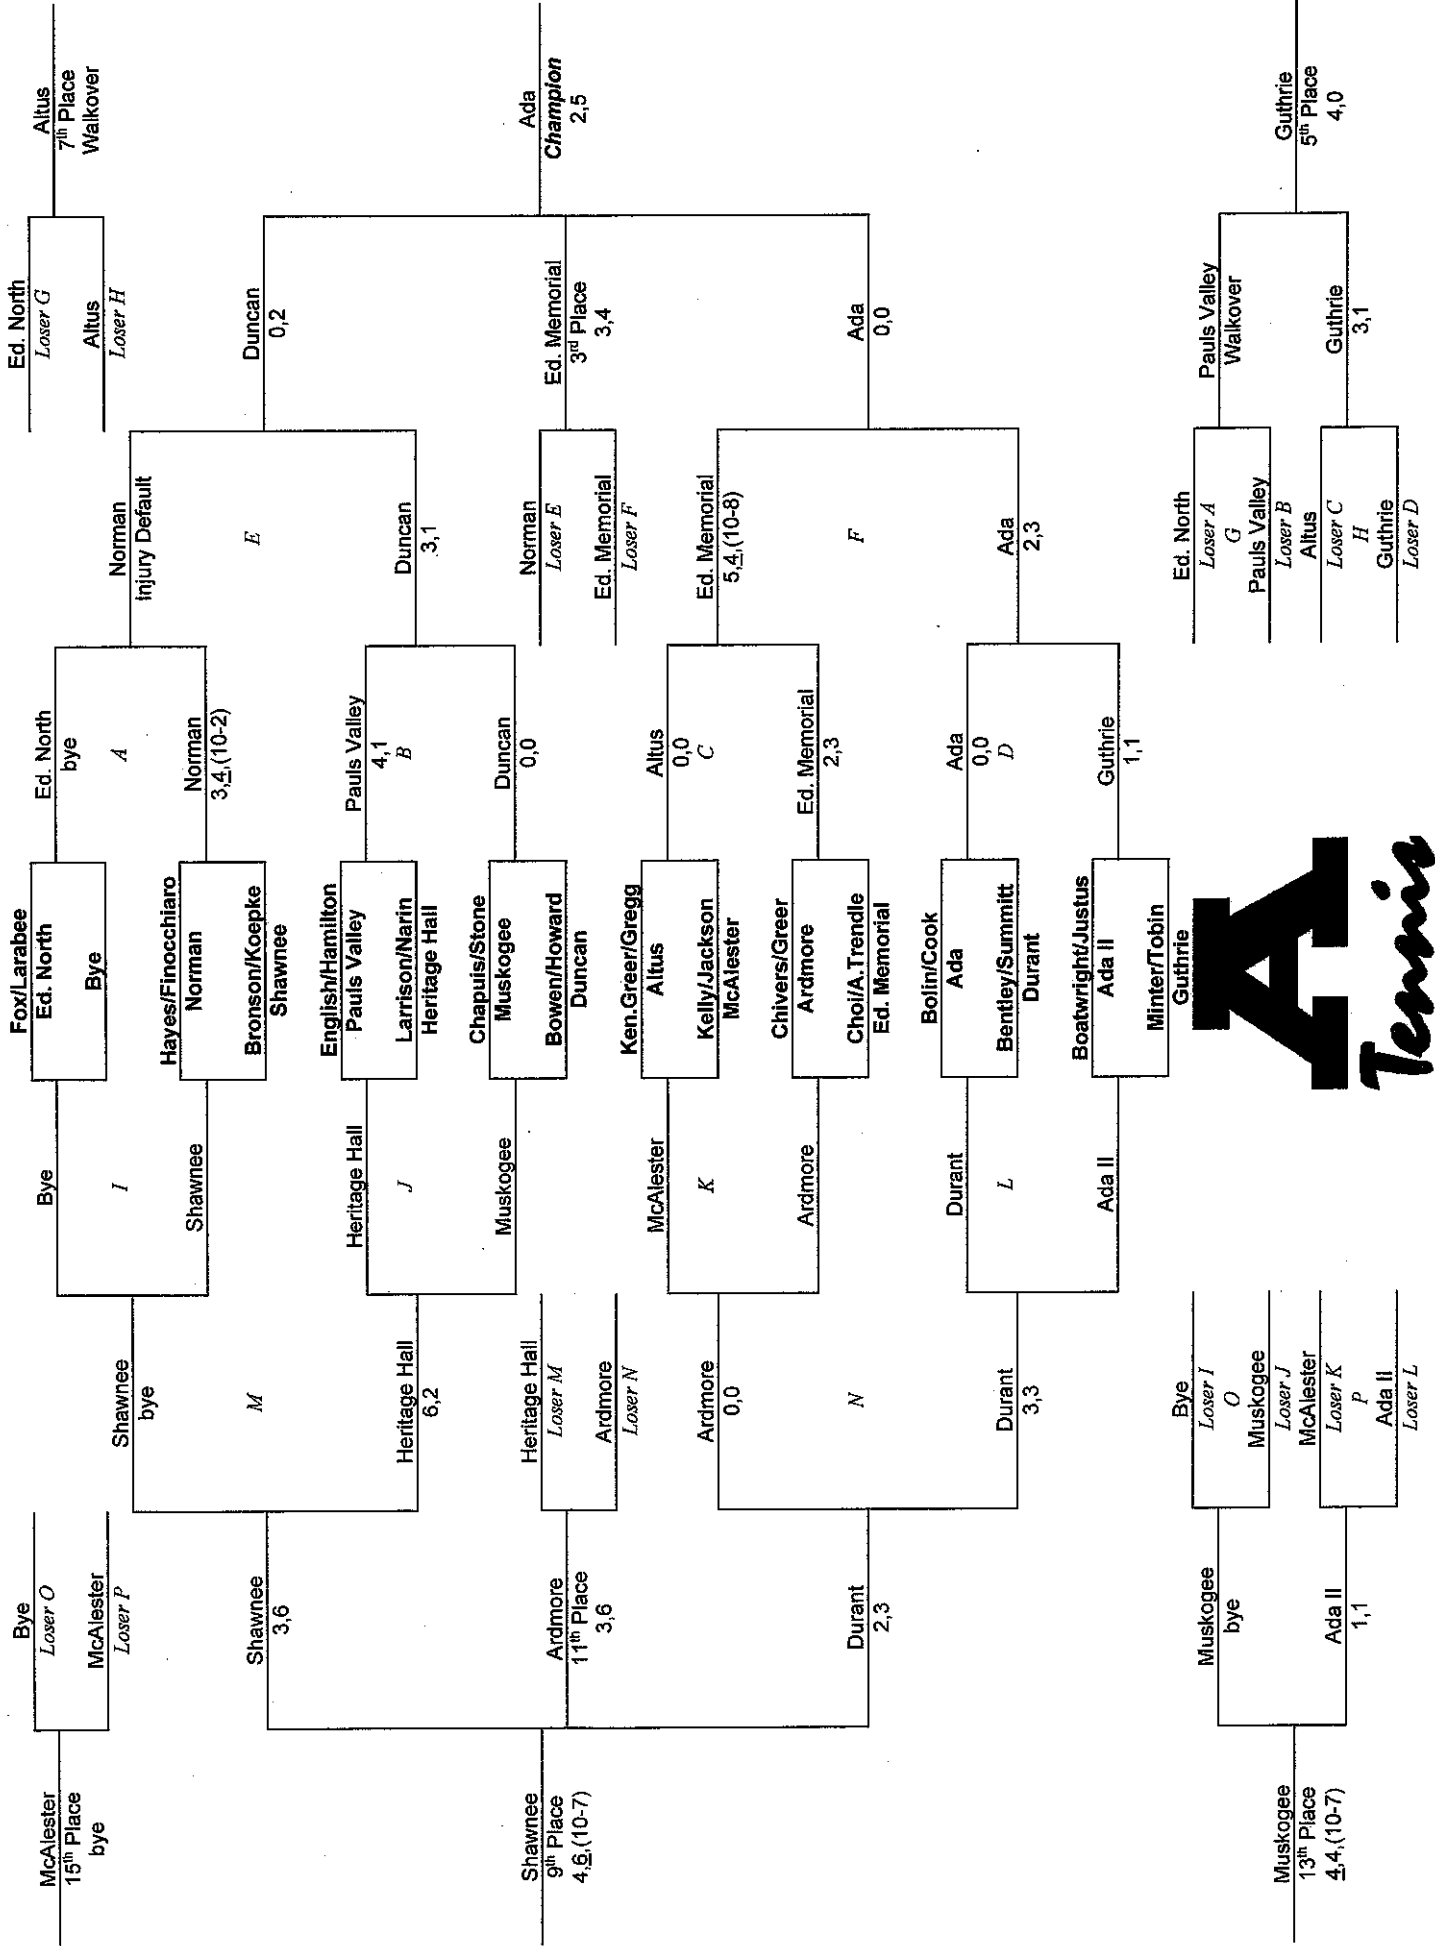 McAlester
15th Place
bye
Shawnee
9th Place
4,6,(10-7)
Muskogee
13th Place
4,4,(10-7)
Bye
Loser O
McAlester
Loser P
Shawnee
3,6
Ardmore
11th Place
3,6
Durant
2,3
Muskogee
bye
Ada II
1,1
Shawnee
bye
M
Heritage Hall
6,2
Heritage Hall
Loser M
Ardmore
Loser N
Ardmore
0,0
N
Durant
3,3
Bye
Loser I
O
Muskogee
Loser J
McAlester
Loser K
P
Ada II
Loser L
Bye
I
Shawnee
Heritage Hall
J
Muskogee
McAlester
K
Ardmore
Durant
L
Ada II
Fox/Larabee
Ed. North
Bye
Hayes/Finocchiaro
Norman
Bronson/Koepke
Shawnee
English/Hamilton
Pauls Valley
Larrison/Narin
Heritage Hall
Chapuis/Stone
Muskogee
Bowen/Howard
Duncan
Ken.Greer/Gregg
Altus
Kelly/Jackson
McAlester
Chivers/Greer
Ardmore
Choi/A.Trendle
Ed. Memorial
Bolin/Cook
Ada
Bentley/Summitt
Durant
Boatwright/Justus
Ada II
Minter/Tobin
Guthrie
A
Tennis
Ed. North
bye
A
Norman
3,4,(10-2)
Pauls Valley
4,1
B
Duncan
0,0
Altus
0,0
C
Ed. Memorial
2,3
Ada
0,0
D
Guthrie
1,1
Norman
Injury Default
E
Duncan
3,1
Norman
Loser E
Ed. Memorial
Loser F
Ed. Memorial
5,4,(10-8)
F
Ada
2,3
Ed. North
Loser A
G
Pauls Valley
Loser B
Altus
Loser C
H
Guthrie
Loser D
Ed. North
Loser G
Altus
Loser H
Duncan
0,2
Ed. Memorial
3rd Place
3,4
Ada
0,0
Pauls Valley
Walkover
Guthrie
3,1
Altus
7th Place
Walkover
Ada
Champion
2,5
Guthrie
5th Place
4,0